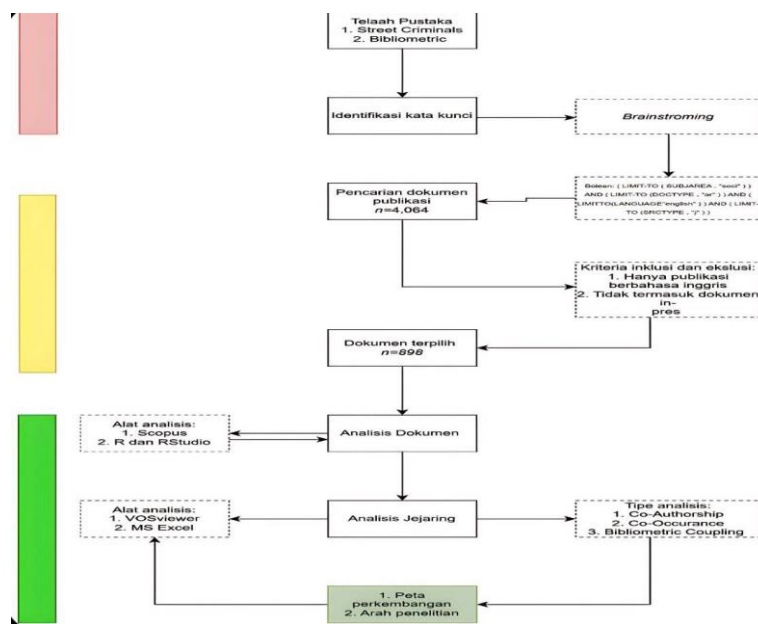 Telaah Pustaka
1. Street Criminals
2. Bibliometric
Identifikasi kata kunci
Brainstroming
Bolean: ( LIMIT-TO ( SUBJAREA , "soci" ) )
AND ( LIMIT-TO (DOCTYPE , "ar" ) ) AND (
LIMITTO(LANGUAGE"english" ) ) AND ( LIMIT-
TO (SRCTYPE , "j" ) )
Pencarian dokumen
publikasi
n=4,064
Kriteria inklusi dan ekslusi:
1. Hanya publikasi
berbahasa inggris
2. Tidak termasuk dokumen
in-
pres
Dokumen terpilih
n=898
Alat analisis:
1. Scopus
2. R dan RStudio
Analisis Dokumen
Alat analisis:
1. VOSviewer
2. MS Excel
Analisis Jejaring
Tipe analisis:
1. Co-Authorship
2. Co-Occurance
3. Bibliometric Coupling
1. Peta
perkembangan
2. Arah penelitian